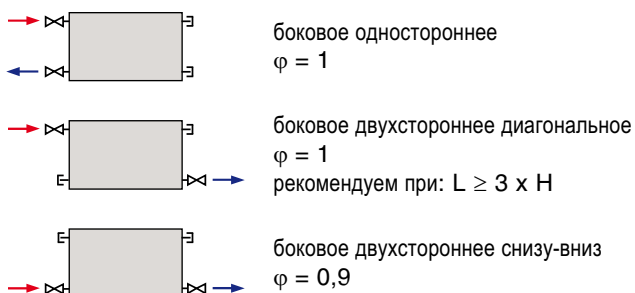 боковое одностороннее
φ = 1
боковое двухстороннее диагональное
φ = 1
рекомендуем при: L ≥ 3 x H
боковое двухстороннее снизу-вниз
φ = 0,9